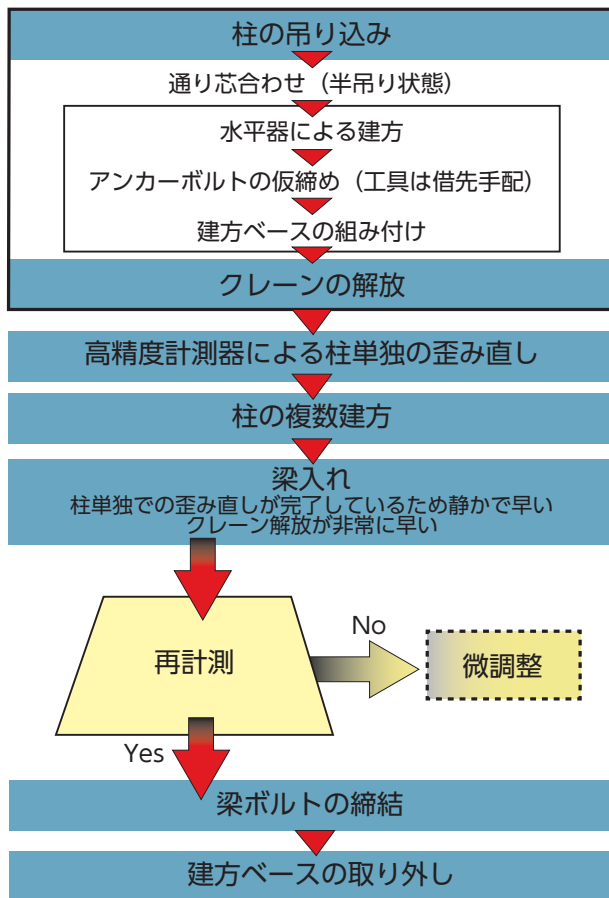 柱の吊り込み
通り芯合わせ（半吊り状態）
水平器による建方
アンカーボルトの仮締め（工具は借先手配）
建方ベースの組み付け
クレーンの解放
高精度計測器による柱単独の歪み直し
柱の複数建方
梁入れ
柱単独での歪み直しが完了しているため静かで早い
クレーン解放が非常に早い
再計測
No
微調整
Yes
梁ボルトの締結
建方ベースの取り外し